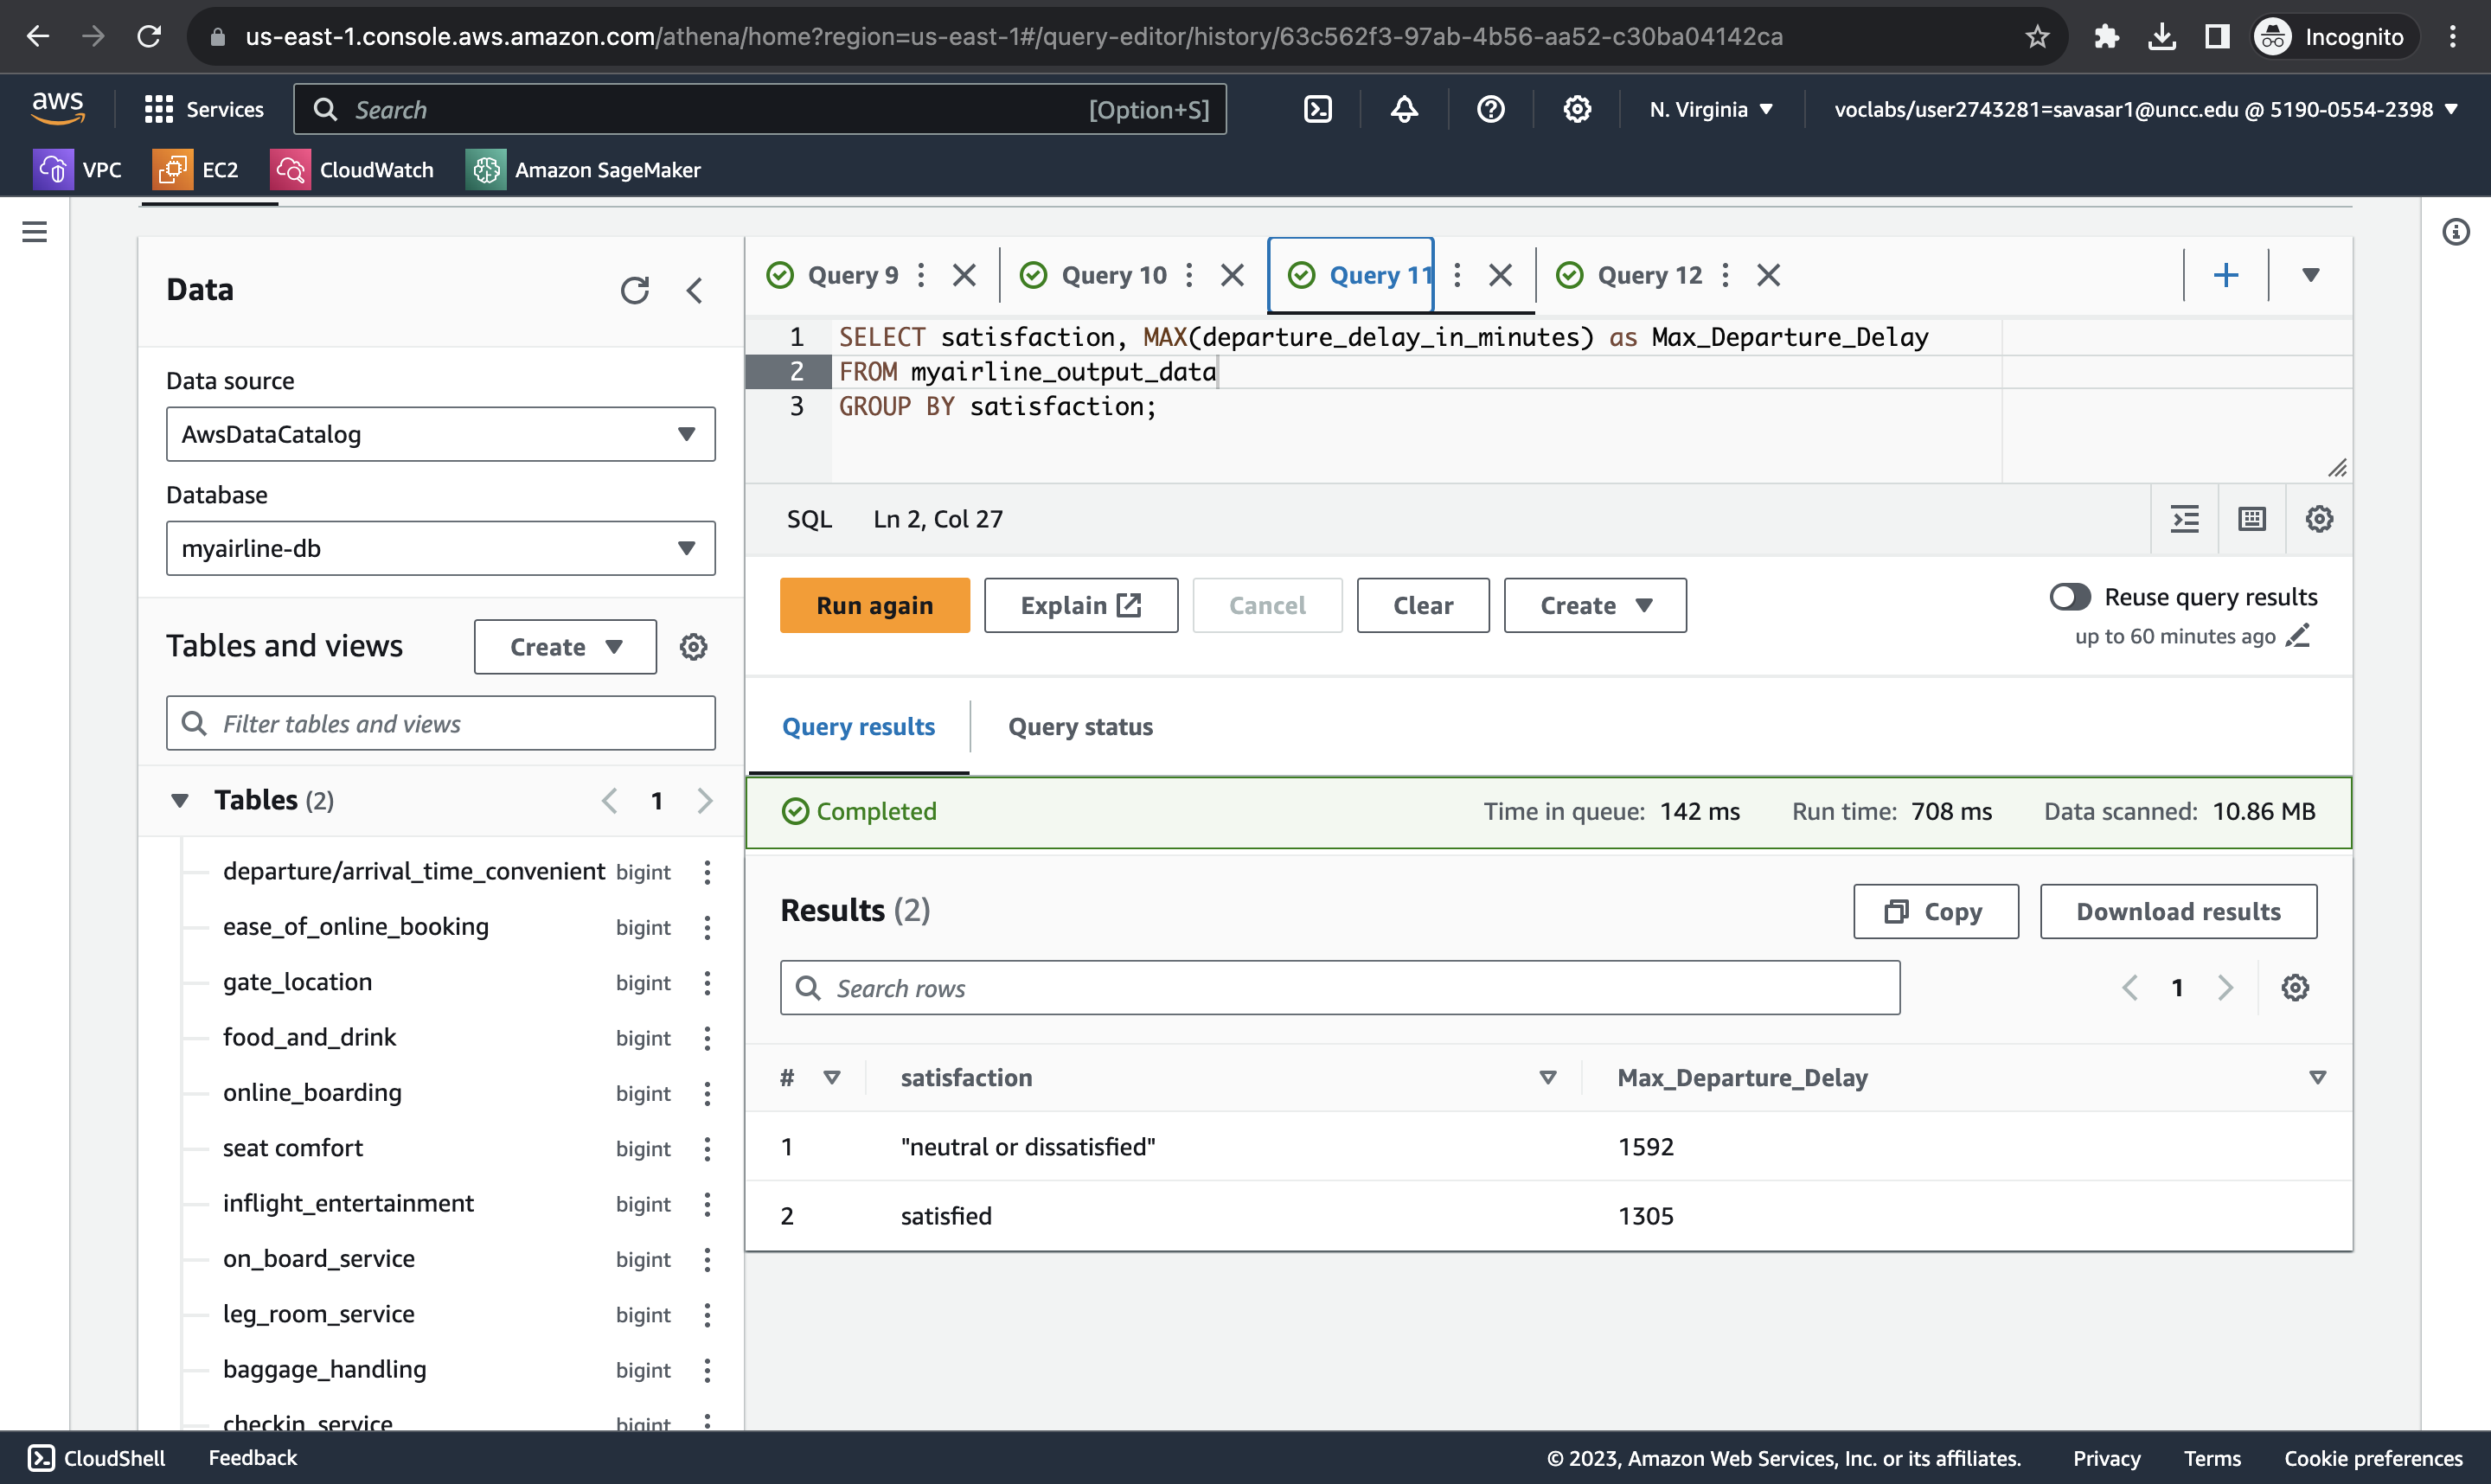 us-east-1.console.aws.amazon.com/athena/home?region=us-east-1#/query-editor/history/63c562f3-97ab-4b56-aa52-c30ba04142ca
Incognito
aws
Services
Search
[Option+S]
N. Virginia
voclabs/user2743281=savasar1@uncc.edu @ 5190-0554-2398
VPC
EC2
CloudWatch
Amazon SageMaker
Data
Data source
AwsDataCatalog
Database
myairline-db
Tables and views
Create
Filter tables and views
Tables (2)
1
departure/arrival_time_convenient bigint
ease_of_online_booking bigint
gate_location bigint
food_and_drink bigint
online_boarding bigint
seat comfort bigint
inflight_entertainment bigint
on_board_service bigint
leg_room_service bigint
baggage_handling bigint
checkin_service bigint
Query 9
Query 10
Query 11
Query 12
1 SELECT satisfaction, MAX(departure_delay_in_minutes) as Max_Departure_Delay
2 FROM myairline_output_data
3 GROUP BY satisfaction;
SQL Ln 2, Col 27
Run again
Explain
Cancel
Clear
Create
Reuse query results
up to 60 minutes ago
Query results
Query status
Completed
Time in queue: 142 ms
Run time: 708 ms
Data scanned: 10.86 MB
Results (2)
Copy
Download results
Search rows
1
# satisfaction Max_Departure_Delay
1 "neutral or dissatisfied" 1592
2 satisfied 1305
CloudShell
Feedback
© 2023, Amazon Web Services, Inc. or its affiliates.
Privacy
Terms
Cookie preferences